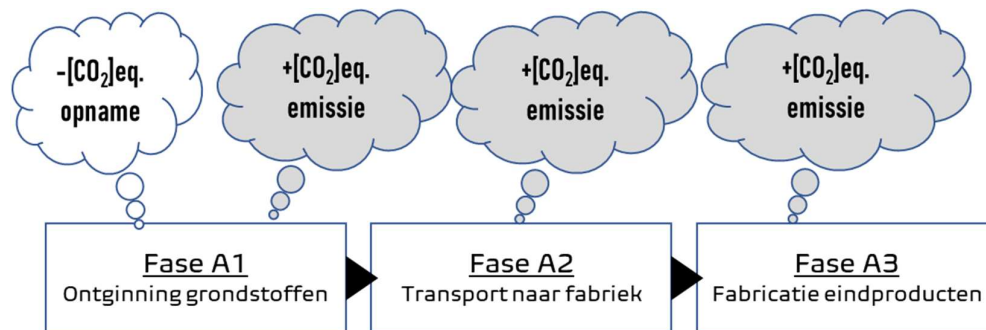 -[CO₂]eq.
opname
+[CO₂]eq.
emissie
+[CO₂]eq.
emissie
+[CO₂]eq.
emissie
Fase A1
Ontginning grondstoffen
Fase A2
Transport naar fabriek
Fase A3
Fabricatie eindproducten